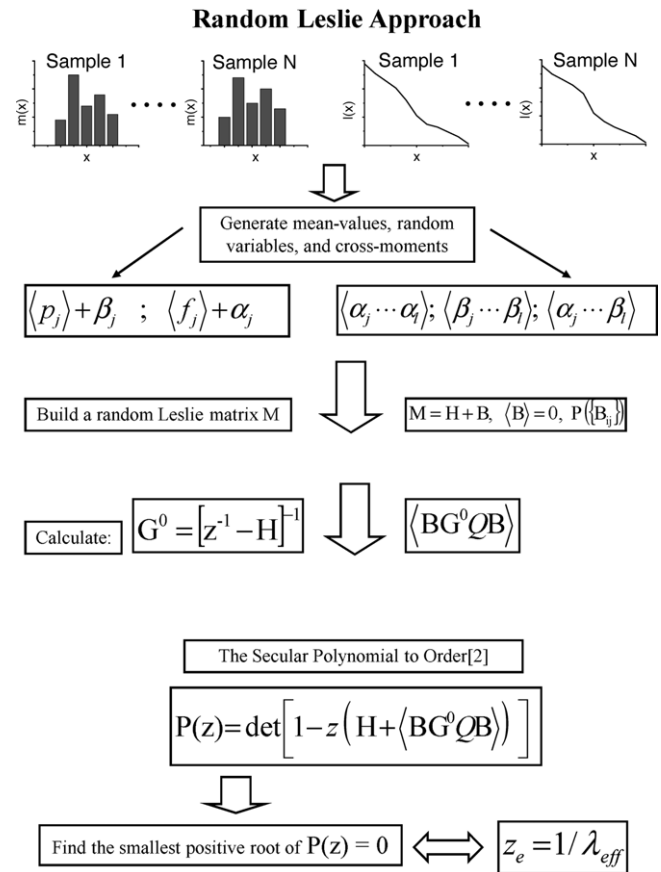 Random Leslie Approach
Sample 1
Sample N
Sample 1
Sample N
m(x)
m(x)
l(x)
l(x)
x
x
x
x
Generate mean-values, random
variables, and cross-moments
⟨p_j⟩ + β_j ; ⟨f_j⟩ + α_j
⟨α_j ⋯ α_l⟩; ⟨β_j ⋯ β_l⟩; ⟨α_j ⋯ β_l⟩
Build a random Leslie matrix M
M = H + B, ⟨B⟩ = 0, P({B_ij})
Calculate:
G^0 = [z^-1 − H]^-1
⟨BG^0QB⟩
The Secular Polynomial to Order[2]
P(z) = det[1 − z(H + ⟨BG^0QB⟩)]
Find the smallest positive root of P(z) = 0
z_e = 1/λ_eff